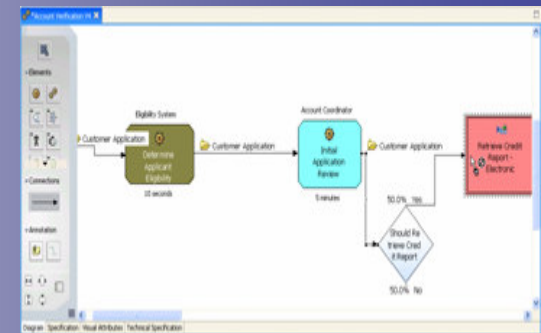 *Account Verification V4 X
Elements
Connections
Annotation
Customer Application
Eligibility System
Determine
Applicant
Eligibility
10 seconds
Customer Application
Account Coordinator
Initial
Application
Review
5 minutes
Customer Application
50.0% Yes
Should Re
trieve Cred
it Report
50.0% No
Retrieve Credit
Report -
Electronic
Diagram Specification Visual Attributes Technical Specification